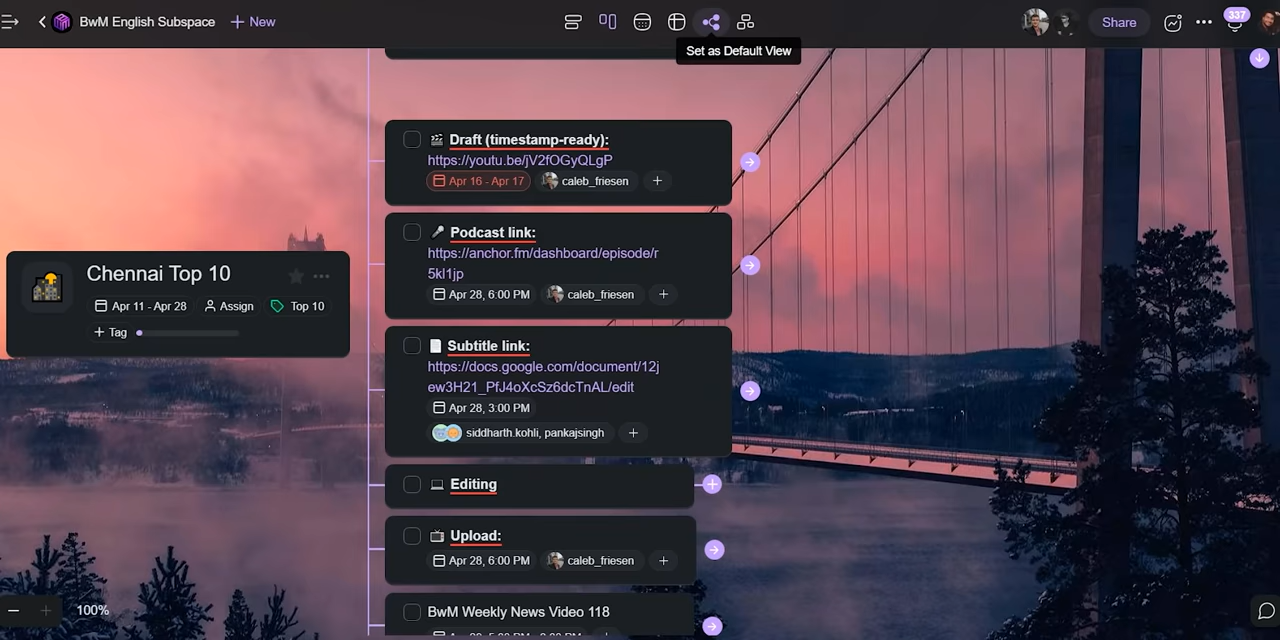 BwM English Subspace
+ New
Share
337
Set as Default View
Draft (timestamp-ready):
https://youtu.be/jV2fOGyQLgP
Apr 16 - Apr 17
caleb_friesen
+
Podcast link:
https://anchor.fm/dashboard/episode/r
5kl1jp
Apr 28, 6:00 PM
caleb_friesen
+
Chennai Top 10
Apr 11 - Apr 28
Assign
Top 10
+ Tag
Subtitle link:
https://docs.google.com/document/12j
ew3H21_PfJ4oXcSz6dcTnAL/edit
Apr 28, 3:00 PM
siddharth.kohli, pankajsingh
+
Editing
Upload:
Apr 28, 6:00 PM
caleb_friesen
+
100%
BwM Weekly News Video 118